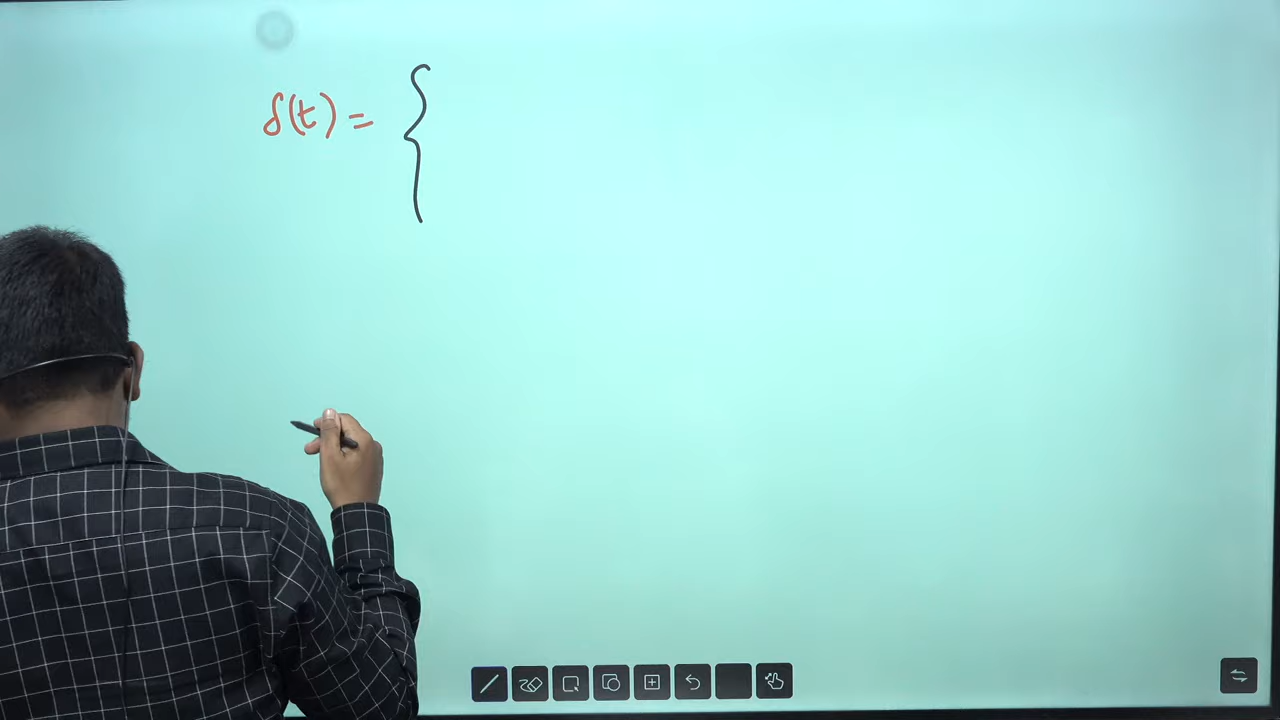 δ(t) = {